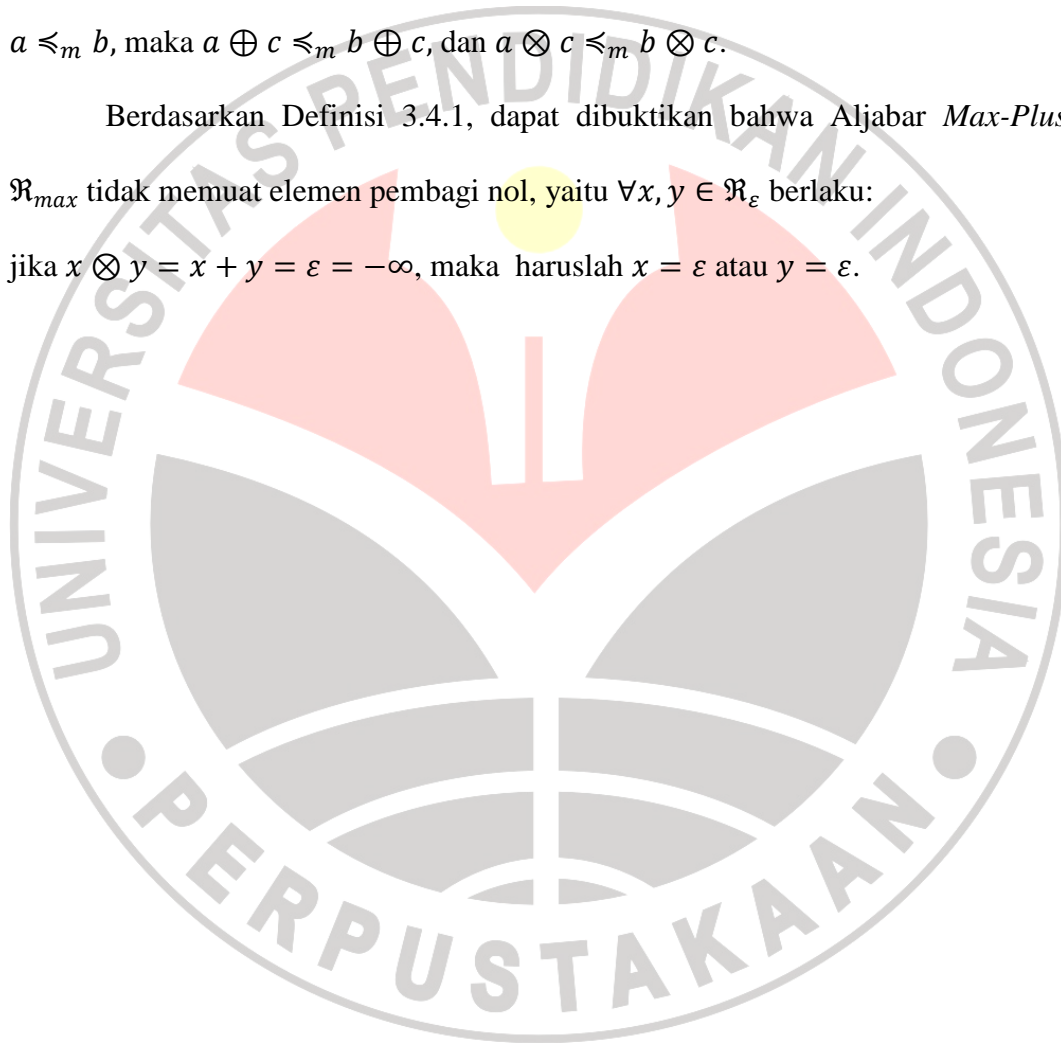 𝑎 ≼𝑚 𝑏, maka 𝑎 ⊕ 𝑐 ≼𝑚 𝑏 ⊕ 𝑐, dan 𝑎 ⊗ 𝑐 ≼𝑚 𝑏 ⊗ 𝑐.
Berdasarkan Definisi 3.4.1, dapat dibuktikan bahwa Aljabar Max-Plus
ℜ𝑚𝑎𝑥 tidak memuat elemen pembagi nol, yaitu ∀𝑥, 𝑦 ∈ ℜ𝜀 berlaku:
jika 𝑥 ⊗ 𝑦 = 𝑥 + 𝑦 = 𝜀 = −∞, maka haruslah 𝑥 = 𝜀 atau 𝑦 = 𝜀.
UNIVERSITAS PENDIDIKAN INDONESIA
PERPUSTAKAAN